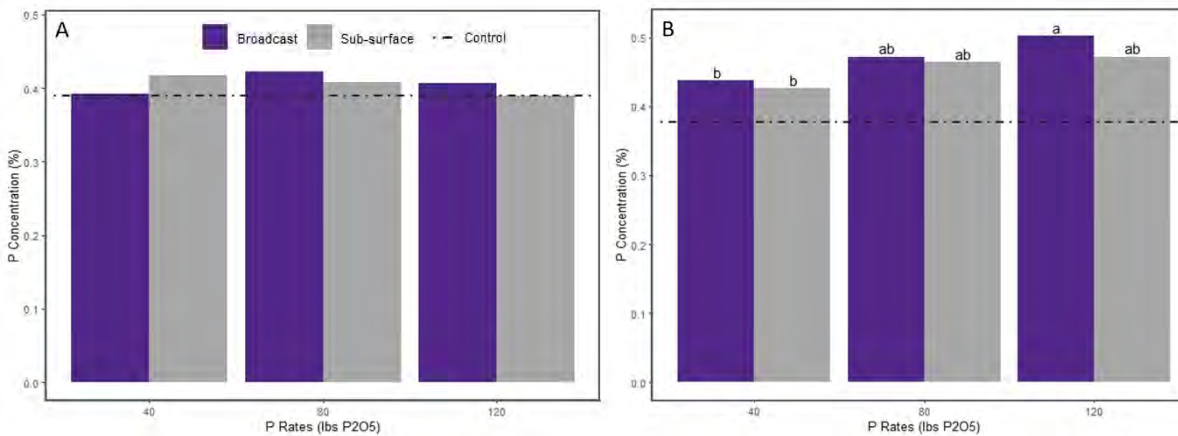 A
Broadcast
Sub-surface
Control
P Concentration (%)
0.5
0.4
0.3
0.2
0.1
0.0
40
80
120
P Rates (lbs P2O5)
B
b
b
ab
ab
a
ab
P Concentration (%)
0.5
0.4
0.3
0.2
0.1
0.0
40
80
120
P Rates (lbs P2O5)